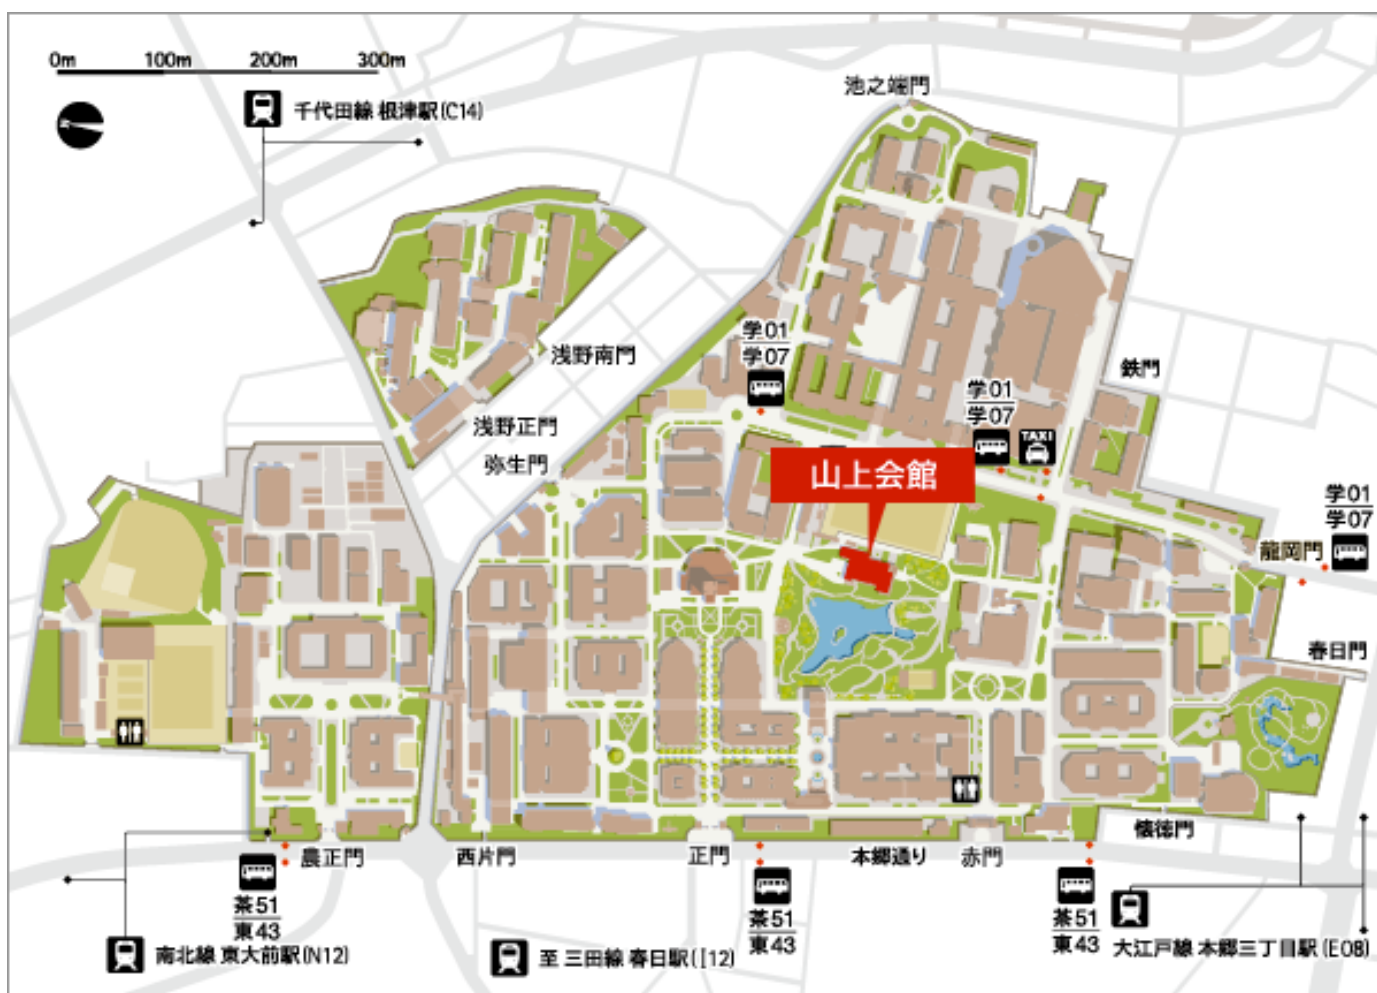 0m 100m 200m 300m
千代田線 根津駅(C14)
池之端門
浅野南門
学01
学07
鉄門
学01
学07
TAXI
浅野正門
弥生門
山上会館
学01
学07
龍岡門
春日門
農正門
西片門
正門
本郷通り
赤門
懐徳門
茶51
東43
茶51
東43
茶51
東43
南北線 東大前駅(N12)
至 三田線 春日駅(I12)
大江戸線 本郷三丁目駅(E08)